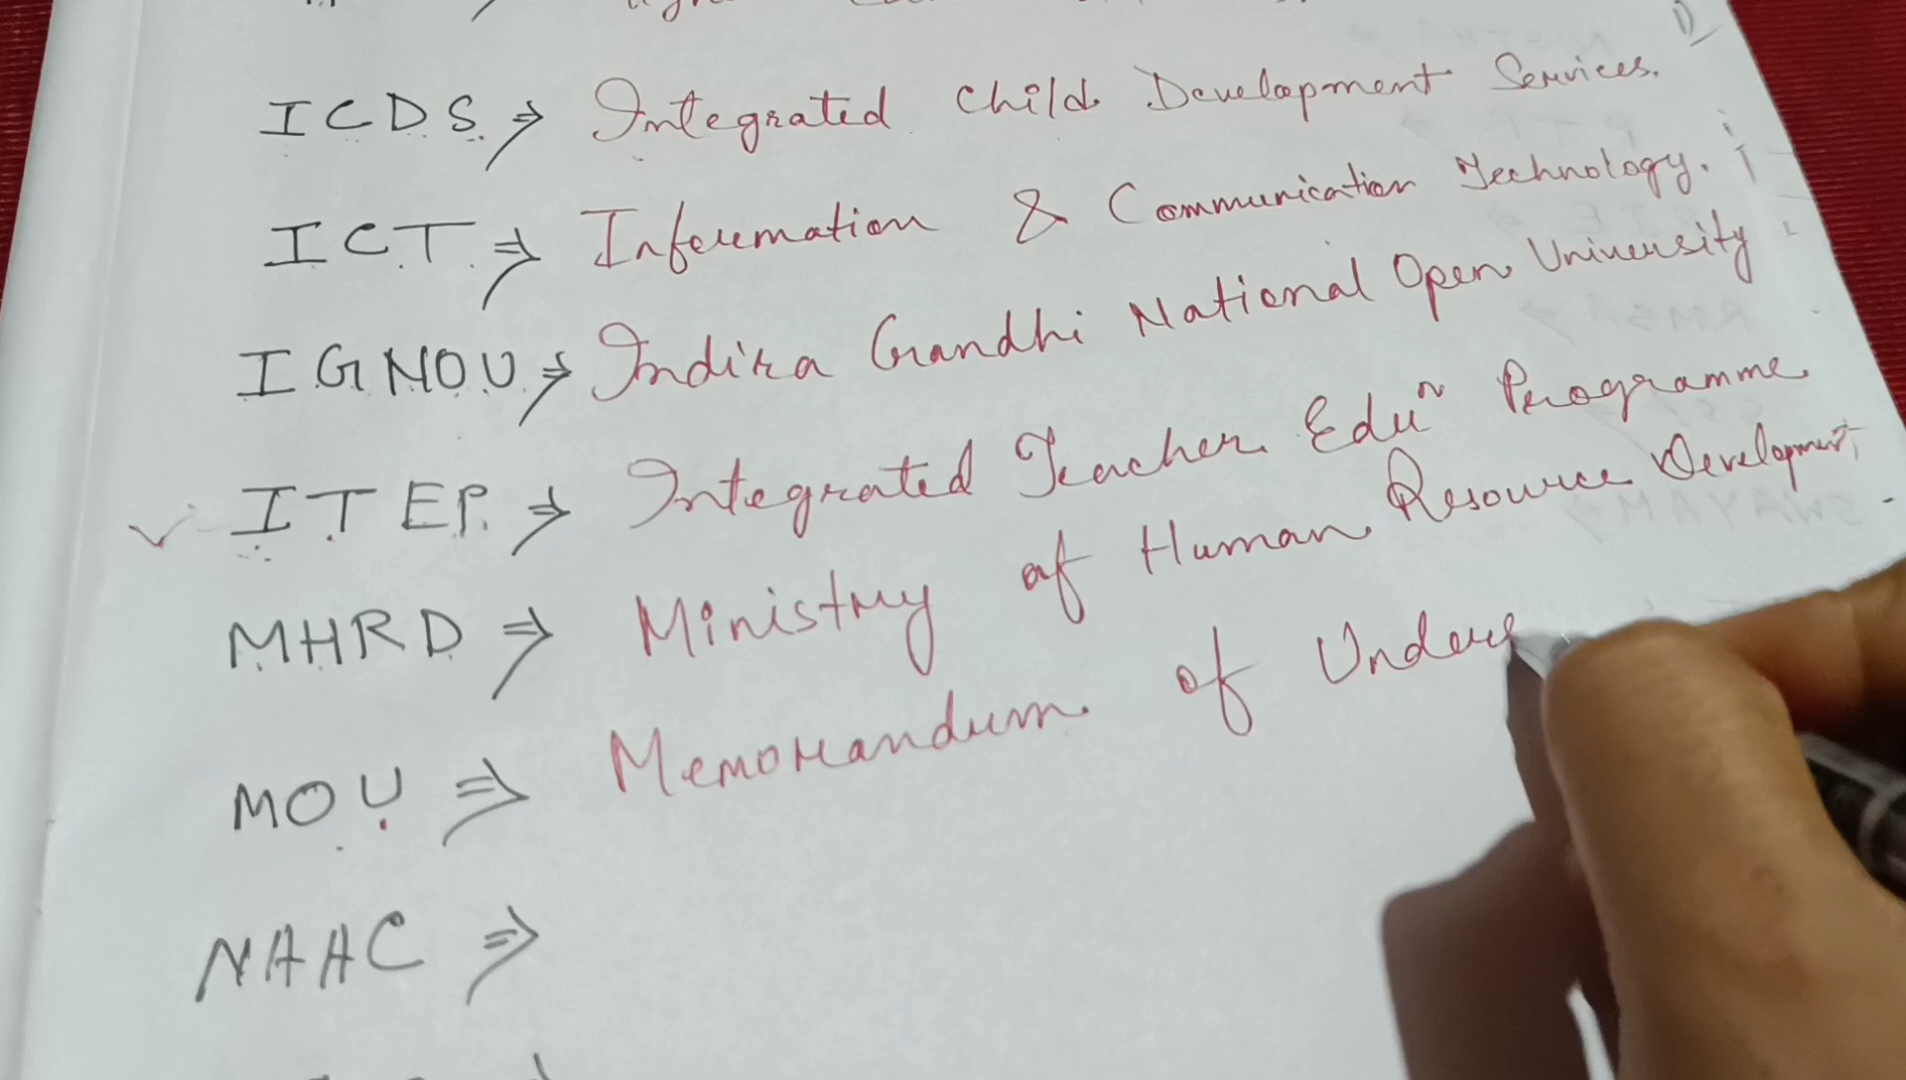 ICDS ⇒ Integrated Child Development Services.
ICT ⇒ Information & Communication Technology.
IGNOU ⇒ Indira Gandhi National Open University
✓ ITEP ⇒ Integrated Teacher Eduⁿ Programme
MHRD ⇒ Ministry of Human Resource Development
MOU ⇒ Memorandum of Unders
NAAC ⇒